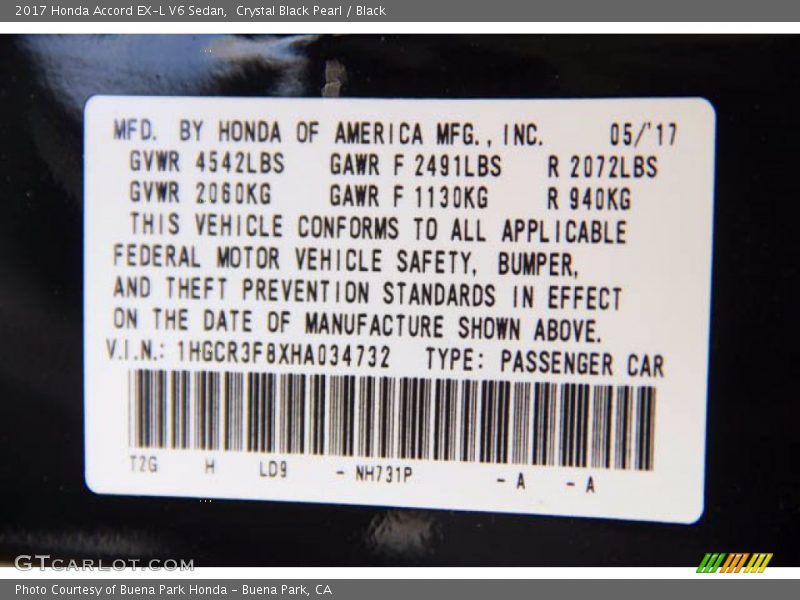 2017 Honda Accord EX-L V6 Sedan,  Crystal Black Pearl / Black
MFD. BY HONDA OF AMERICA MFG., INC. 05/'17
GVWR 4542LBS GAWR F 2491LBS R 2072LBS
GVWR 2060KG GAWR F 1130KG R 940KG
THIS VEHICLE CONFORMS TO ALL APPLICABLE
FEDERAL MOTOR VEHICLE SAFETY, BUMPER,
AND THEFT PREVENTION STANDARDS IN EFFECT
ON THE DATE OF MANUFACTURE SHOWN ABOVE.
V.I.N.: 1HGCR3F8XHA034732 TYPE: PASSENGER CAR
T2G H LD9 - NH731P - A - A
GTCARLOT.COM
Photo Courtesy of Buena Park Honda – Buena Park, CA